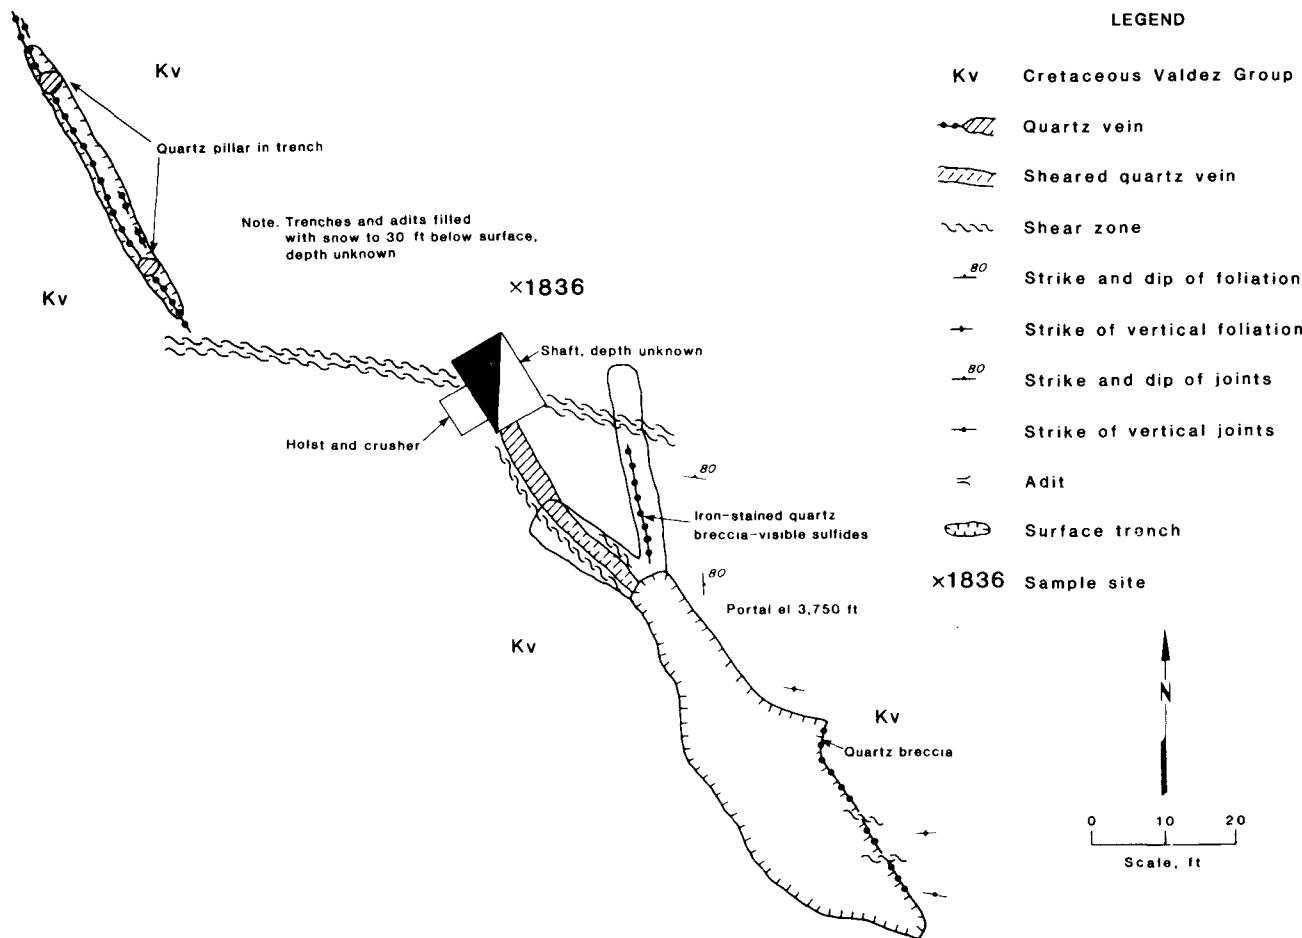 LEGEND
Kv
Kv Cretaceous Valdez Group
Quartz vein
Quartz pillar in trench
Sheared quartz vein
Note. Trenches and adits filled
with snow to 30 ft below surface,
depth unknown
Shear zone
80 Strike and dip of foliation
Kv
×1836
Strike of vertical foliation
Shaft, depth unknown
80 Strike and dip of joints
Hoist and crusher
Strike of vertical joints
80
Adit
Iron-stained quartz
breccia-visible sulfides
Surface trench
80
×1836 Sample site
Portal el 3,750 ft
Kv
N
Kv
Quartz breccia
0 10 20
Scale, ft